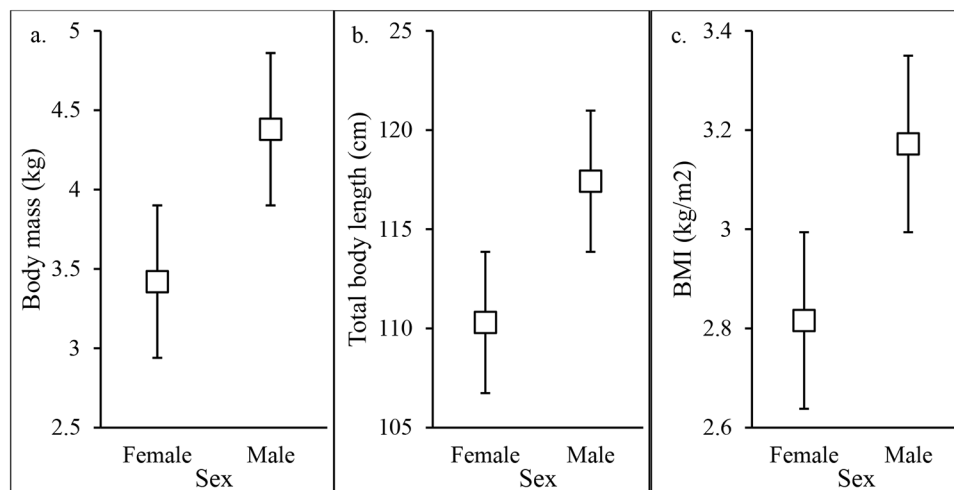 a.
Body mass (kg)
5
4.5
4
3.5
3
2.5
Female Male
Sex
b.
Total body length (cm)
25
120
115
110
105
Female Male
Sex
c.
BMI (kg/m2)
3.4
3.2
3
2.8
2.6
Female Male
Sex